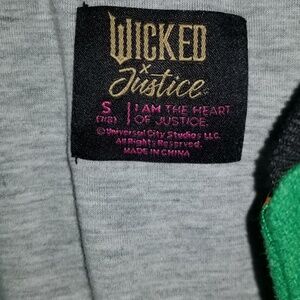 WICKED
x
Justice
S
(7/8)
I AM THE HEART
OF JUSTICE.
©Universal City Studios LLC.
All Rights Reserved.
MADE IN CHINA